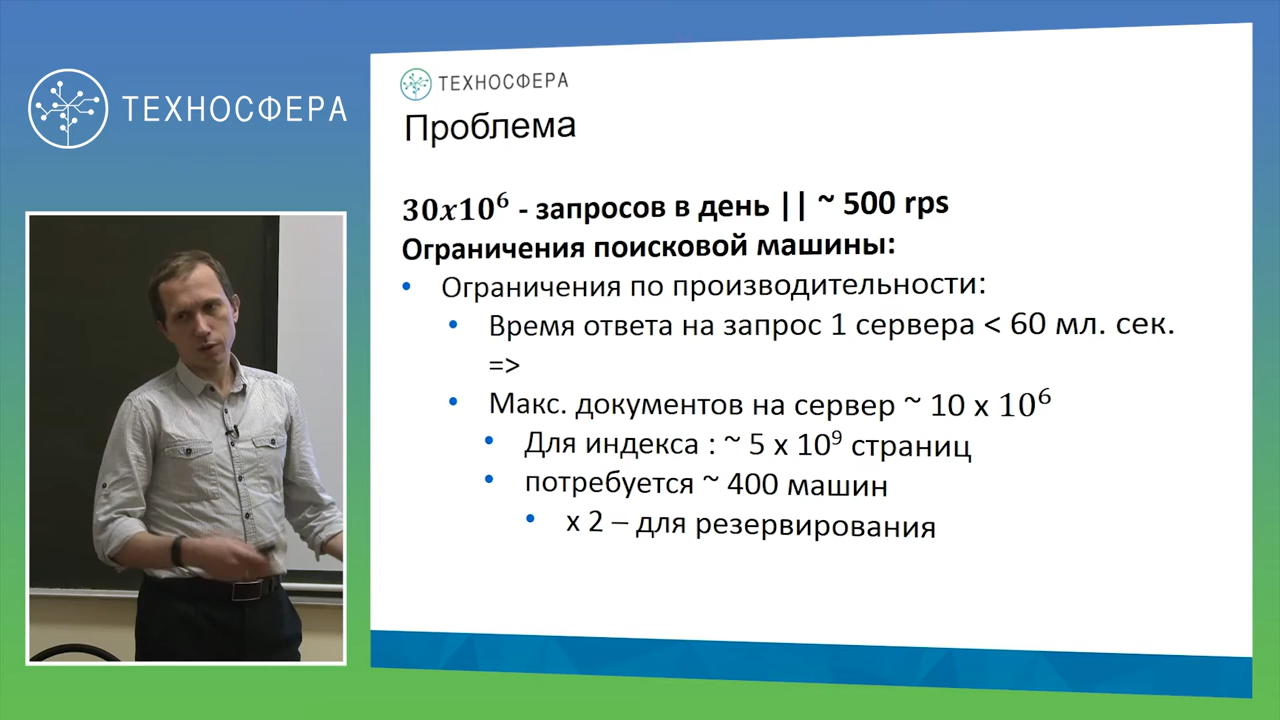 ТЕХНОСФЕРА
ТЕХНОСФЕРА
Проблема
30x10⁶ - запросов в день || ~ 500 rps
Ограничения поисковой машины:
• Ограничения по производительности:
• Время ответа на запрос 1 сервера < 60 мл. сек.
=>
• Макс. документов на сервер ~ 10 x 10⁶
• Для индекса : ~ 5 x 10⁹ страниц
• потребуется ~ 400 машин
• x 2 – для резервирования